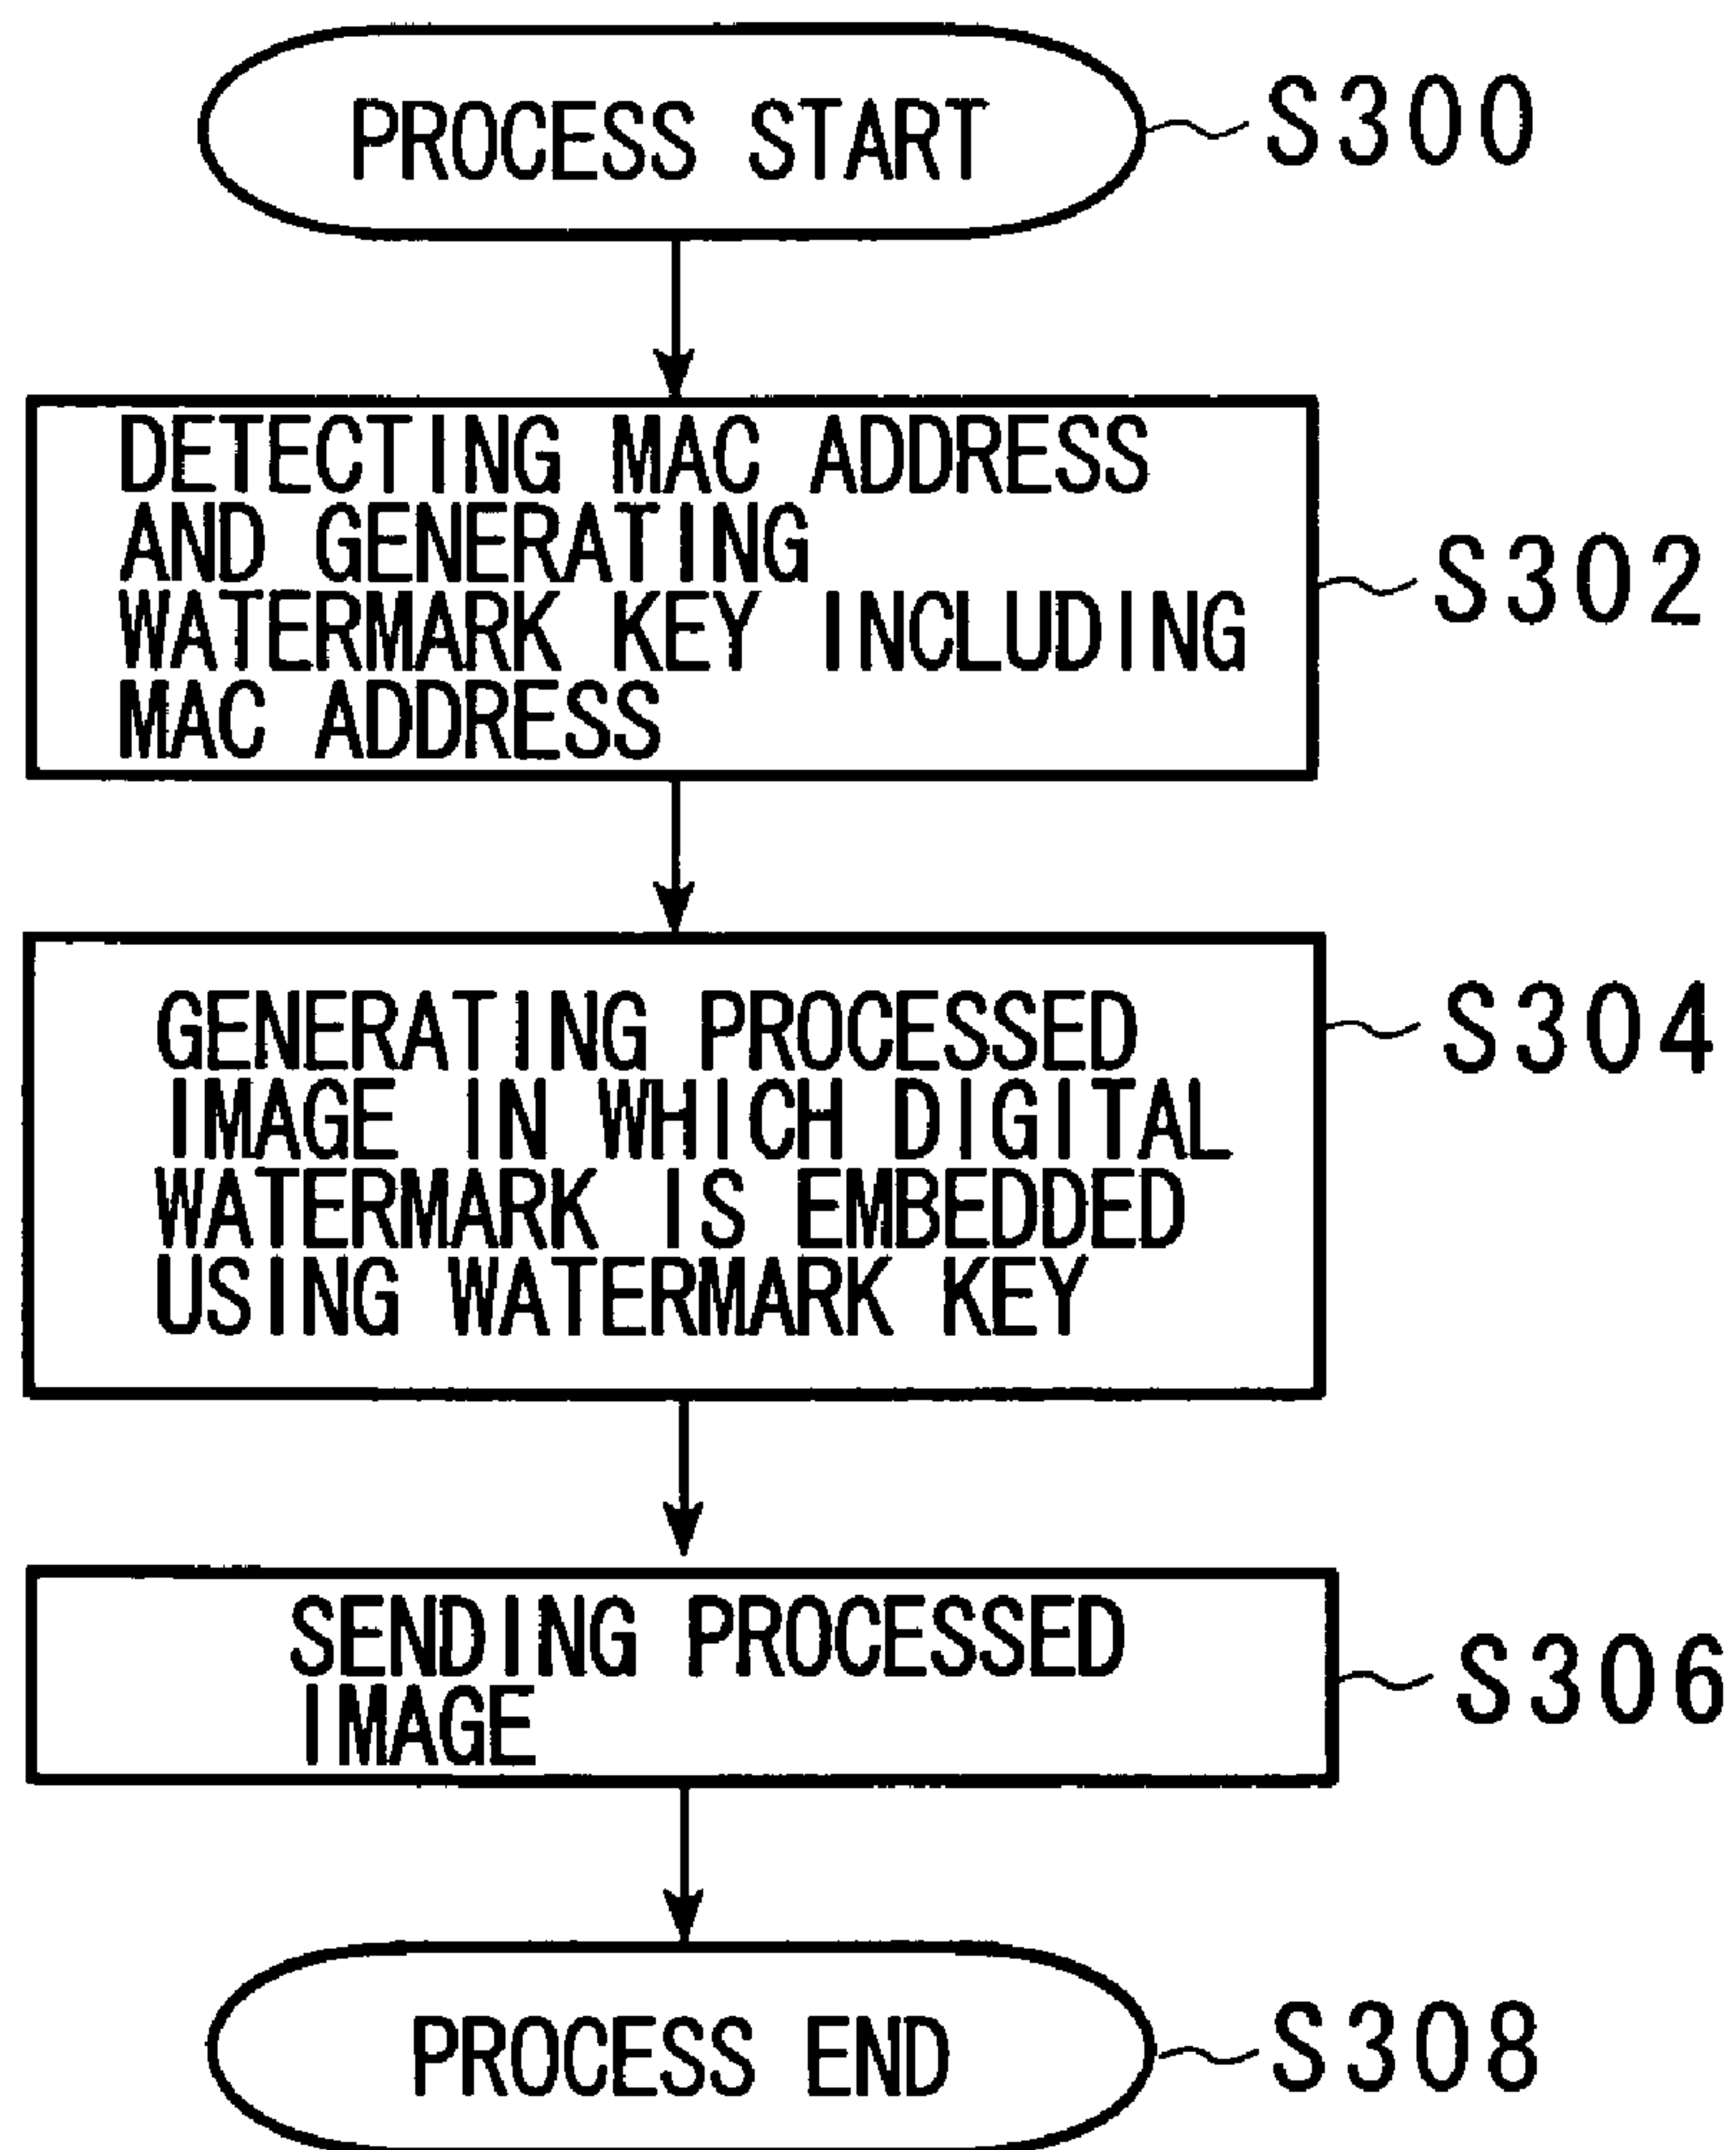 PROCESS START
S300
DETECTING MAC ADDRESS
AND GENERATING
WATERMARK KEY INCLUDING
MAC ADDRESS
S302
GENERATING PROCESSED
IMAGE IN WHICH DIGITAL
WATERMARK IS EMBEDDED
USING WATERMARK KEY
S304
SENDING PROCESSED
IMAGE
S306
PROCESS END
S308